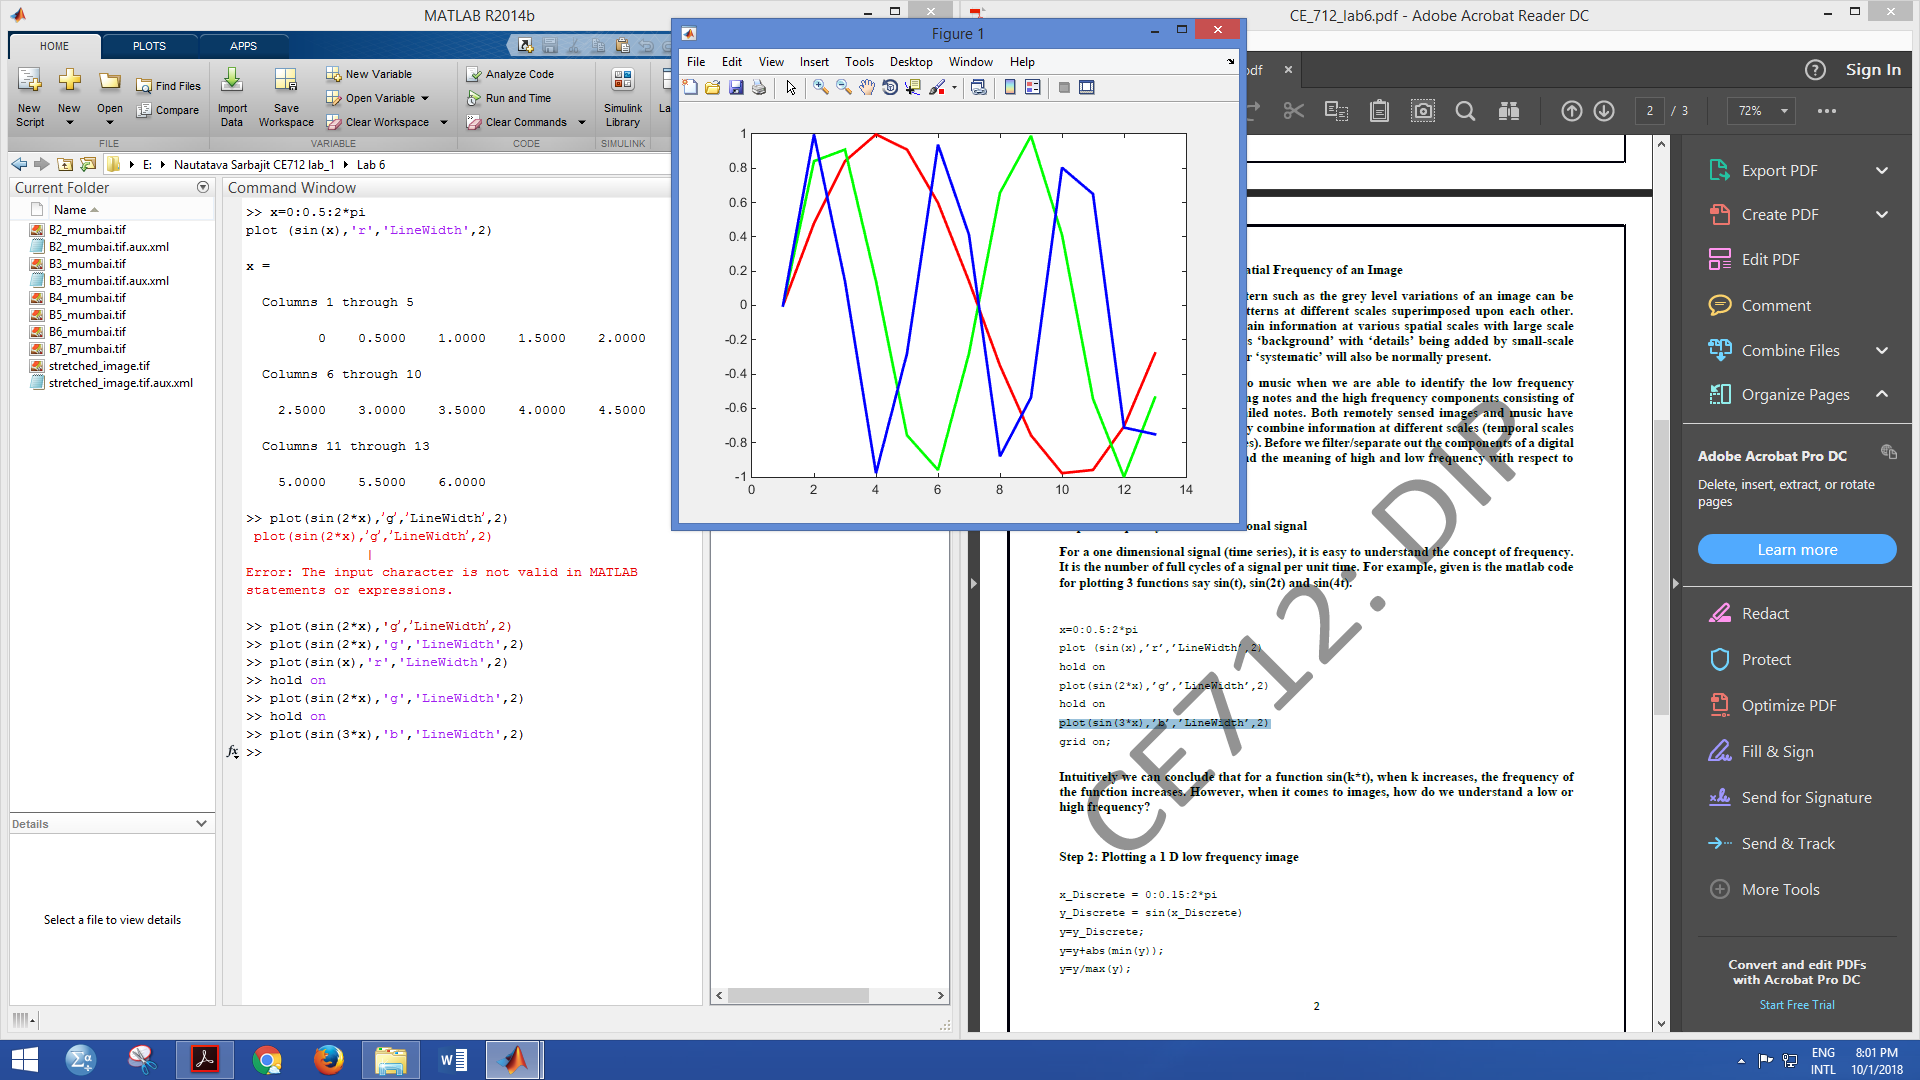 MATLAB R2014b
HOME PLOTS APPS
New Script
New
Open
Find Files
Compare
FILE
Import Data
Save Workspace
New Variable
Open Variable
Clear Workspace
VARIABLE
Analyze Code
Run and Time
Clear Commands
CODE
Simulink Library
SIMULINK
E: Nautatava Sarbajit CE712 lab_1 Lab 6
Current Folder
Name
B2_mumbai.tif
B2_mumbai.tif.aux.xml
B3_mumbai.tif
B3_mumbai.tif.aux.xml
B4_mumbai.tif
B5_mumbai.tif
B6_mumbai.tif
B7_mumbai.tif
stretched_image.tif
stretched_image.tif.aux.xml
Details
Select a file to view details
Command Window
>> x=0:0.5:2*pi
plot (sin(x),'r','LineWidth',2)
x =
Columns 1 through 5
0 0.5000 1.0000 1.5000 2.0000
Columns 6 through 10
2.5000 3.0000 3.5000 4.0000 4.5000
Columns 11 through 13
5.0000 5.5000 6.0000
>> plot(sin(2*x),’g’,’LineWidth’,2)
plot(sin(2*x),’g’,’LineWidth’,2)
|
Error: The input character is not valid in MATLAB
statements or expressions.
>> plot(sin(2*x),'g’,’LineWidth’,2)
>> plot(sin(2*x),'g','LineWidth',2)
>> plot(sin(x),'r','LineWidth',2)
>> hold on
>> plot(sin(2*x),'g','LineWidth',2)
>> hold on
>> plot(sin(3*x),'b','LineWidth',2)
fx >>
Figure 1
File Edit View Insert Tools Desktop Window Help
1
0.8
0.6
0.4
0.2
0
-0.2
-0.4
-0.6
-0.8
-1
0 2 4 6 8 10 12 14
CE_712_lab6.pdf - Adobe Acrobat Reader DC
Sign In
2 / 3
72%
atial Frequency of an Image
tern such as the grey level variations of an image can be
tterns at different scales superimposed upon each other.
ain information at various spatial scales with large scale
s ‘background’ with ‘details’ being added by small-scale
r ‘systematic’ will also be normally present.
o music when we are able to identify the low frequency
ng notes and the high frequency components consisting of
iled notes. Both remotely sensed images and music have
y combine information at different scales (temporal scales
es). Before we filter/separate out the components of a digital
nd the meaning of high and low frequency with respect to
onal signal
For a one dimensional signal (time series), it is easy to understand the concept of frequency.
It is the number of full cycles of a signal per unit time. For example, given is the matlab code
for plotting 3 functions say sin(t), sin(2t) and sin(4t).
x=0:0.5:2*pi
plot (sin(x),’r’,’LineWidth’,2)
hold on
plot(sin(2*x),’g’,’LineWidth’,2)
hold on
plot(sin(3*x),’b’,’LineWidth’,2)
grid on;
Intuitively we can conclude that for a function sin(k*t), when k increases, the frequency of
the function increases. However, when it comes to images, how do we understand a low or
high frequency?
Step 2: Plotting a 1 D low frequency image
x_Discrete = 0:0.15:2*pi
y_Discrete = sin(x_Discrete)
y=y_Discrete;
y=y+abs(min(y));
y=y/max(y);
2
CE712: DIP
Export PDF
Create PDF
Edit PDF
Comment
Combine Files
Organize Pages
Adobe Acrobat Pro DC
Delete, insert, extract, or rotate
pages
Learn more
Redact
Protect
Optimize PDF
Fill & Sign
Send for Signature
Send & Track
More Tools
Convert and edit PDFs
with Acrobat Pro DC
Start Free Trial
ENG
INTL
8:01 PM
10/1/2018